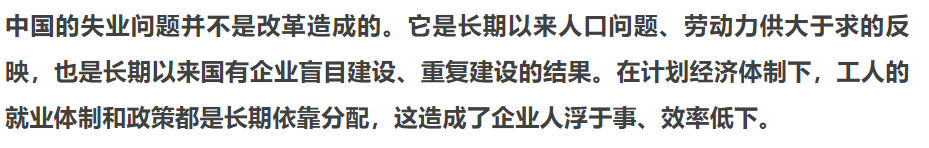 中国的失业问题并不是改革造成的。它是长期以来人口问题、劳动力供大于求的反
映，也是长期以来国有企业盲目建设、重复建设的结果。在计划经济体制下，工人的
就业体制和政策都是长期依靠分配，这造成了企业人浮于事、效率低下。